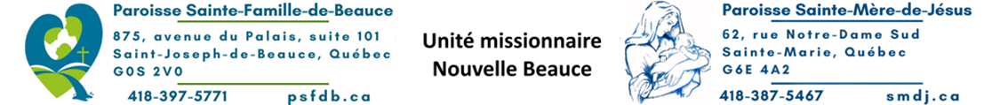 Paroisse Sainte-Famille-de-Beauce
875, avenue du Palais, suite 101
Saint-Joseph-de-Beauce, Québec
G0S 2V0
418-397-5771 psfdb.ca
Unité missionnaire
Nouvelle Beauce
Paroisse Sainte-Mère-de-Jésus
62, rue Notre-Dame Sud
Sainte-Marie, Québec
G6E 4A2
418-387-5467 smdj.ca